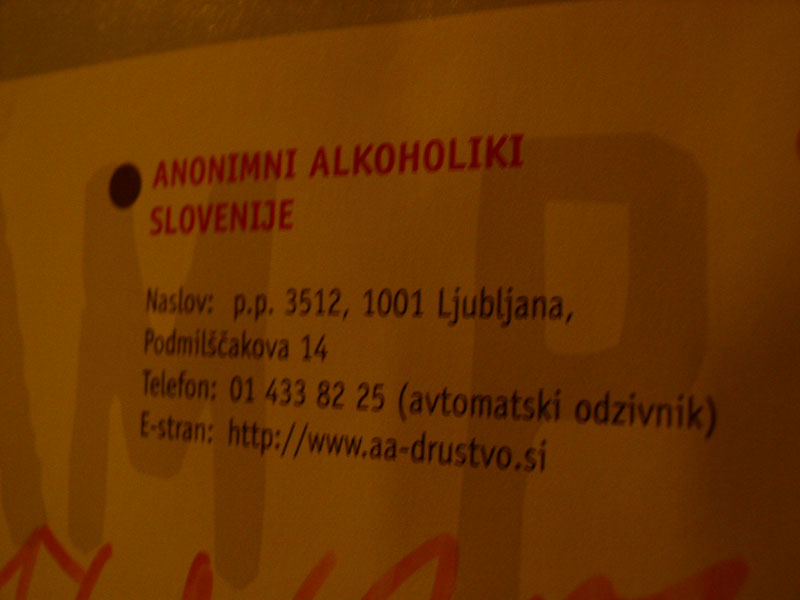 ANONIMNI ALKOHOLIKI
SLOVENIJE
Naslov: p.p. 3512, 1001 Ljubljana,
Podmilščakova 14
Telefon: 01 433 82 25 (avtomatski odzivnik)
E-stran: http://www.aa-drustvo.si